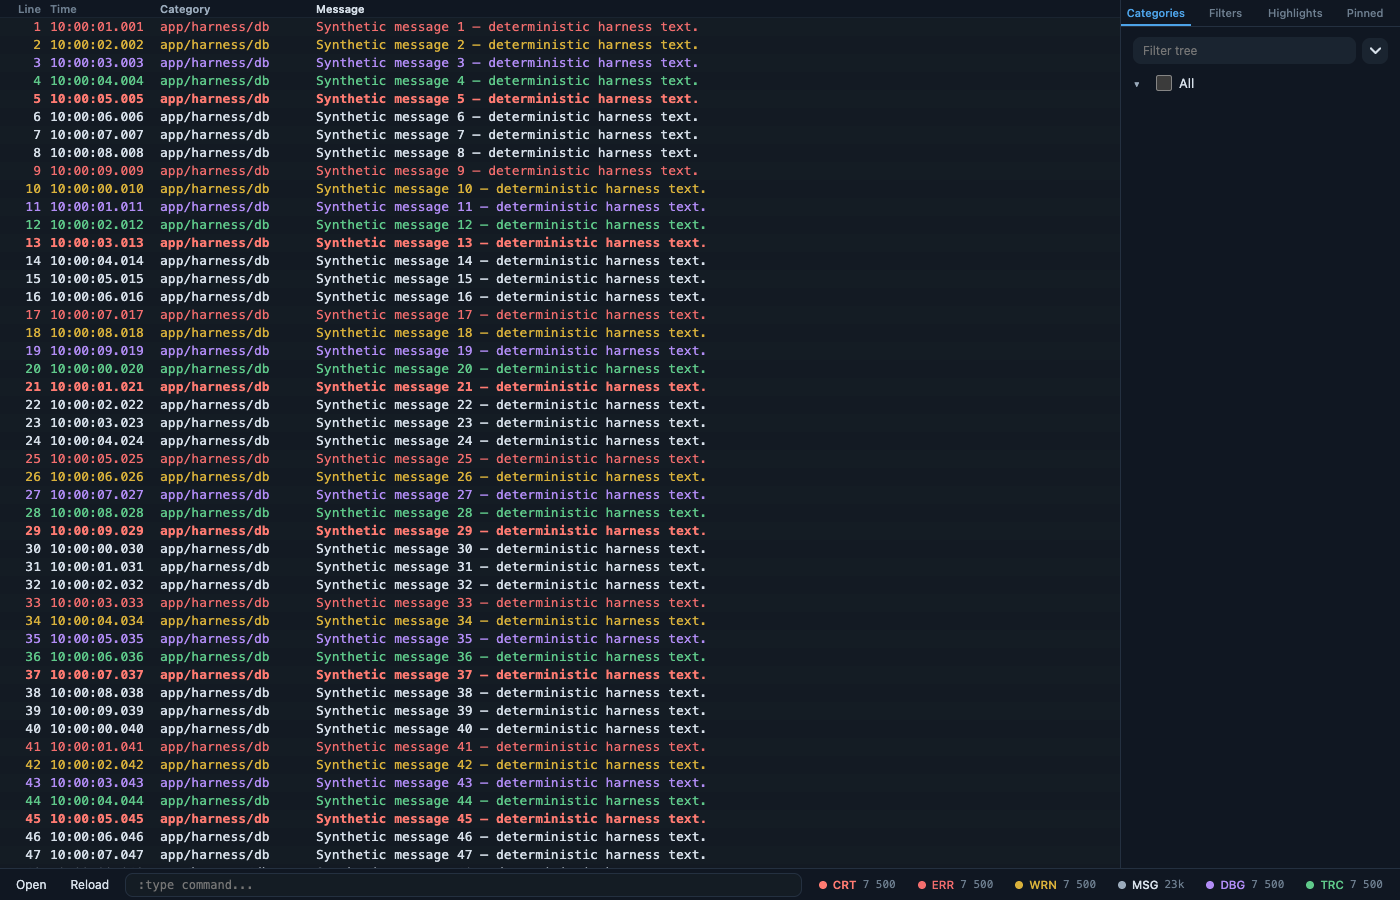 Line Time Category Message
1 10:00:01.001 app/harness/db Synthetic message 1 — deterministic harness text.
2 10:00:02.002 app/harness/db Synthetic message 2 — deterministic harness text.
3 10:00:03.003 app/harness/db Synthetic message 3 — deterministic harness text.
4 10:00:04.004 app/harness/db Synthetic message 4 — deterministic harness text.
5 10:00:05.005 app/harness/db Synthetic message 5 — deterministic harness text.
6 10:00:06.006 app/harness/db Synthetic message 6 — deterministic harness text.
7 10:00:07.007 app/harness/db Synthetic message 7 — deterministic harness text.
8 10:00:08.008 app/harness/db Synthetic message 8 — deterministic harness text.
9 10:00:09.009 app/harness/db Synthetic message 9 — deterministic harness text.
10 10:00:00.010 app/harness/db Synthetic message 10 — deterministic harness text.
11 10:00:01.011 app/harness/db Synthetic message 11 — deterministic harness text.
12 10:00:02.012 app/harness/db Synthetic message 12 — deterministic harness text.
13 10:00:03.013 app/harness/db Synthetic message 13 — deterministic harness text.
14 10:00:04.014 app/harness/db Synthetic message 14 — deterministic harness text.
15 10:00:05.015 app/harness/db Synthetic message 15 — deterministic harness text.
16 10:00:06.016 app/harness/db Synthetic message 16 — deterministic harness text.
17 10:00:07.017 app/harness/db Synthetic message 17 — deterministic harness text.
18 10:00:08.018 app/harness/db Synthetic message 18 — deterministic harness text.
19 10:00:09.019 app/harness/db Synthetic message 19 — deterministic harness text.
20 10:00:00.020 app/harness/db Synthetic message 20 — deterministic harness text.
21 10:00:01.021 app/harness/db Synthetic message 21 — deterministic harness text.
22 10:00:02.022 app/harness/db Synthetic message 22 — deterministic harness text.
23 10:00:03.023 app/harness/db Synthetic message 23 — deterministic harness text.
24 10:00:04.024 app/harness/db Synthetic message 24 — deterministic harness text.
25 10:00:05.025 app/harness/db Synthetic message 25 — deterministic harness text.
26 10:00:06.026 app/harness/db Synthetic message 26 — deterministic harness text.
27 10:00:07.027 app/harness/db Synthetic message 27 — deterministic harness text.
28 10:00:08.028 app/harness/db Synthetic message 28 — deterministic harness text.
29 10:00:09.029 app/harness/db Synthetic message 29 — deterministic harness text.
30 10:00:00.030 app/harness/db Synthetic message 30 — deterministic harness text.
31 10:00:01.031 app/harness/db Synthetic message 31 — deterministic harness text.
32 10:00:02.032 app/harness/db Synthetic message 32 — deterministic harness text.
33 10:00:03.033 app/harness/db Synthetic message 33 — deterministic harness text.
34 10:00:04.034 app/harness/db Synthetic message 34 — deterministic harness text.
35 10:00:05.035 app/harness/db Synthetic message 35 — deterministic harness text.
36 10:00:06.036 app/harness/db Synthetic message 36 — deterministic harness text.
37 10:00:07.037 app/harness/db Synthetic message 37 — deterministic harness text.
38 10:00:08.038 app/harness/db Synthetic message 38 — deterministic harness text.
39 10:00:09.039 app/harness/db Synthetic message 39 — deterministic harness text.
40 10:00:00.040 app/harness/db Synthetic message 40 — deterministic harness text.
41 10:00:01.041 app/harness/db Synthetic message 41 — deterministic harness text.
42 10:00:02.042 app/harness/db Synthetic message 42 — deterministic harness text.
43 10:00:03.043 app/harness/db Synthetic message 43 — deterministic harness text.
44 10:00:04.044 app/harness/db Synthetic message 44 — deterministic harness text.
45 10:00:05.045 app/harness/db Synthetic message 45 — deterministic harness text.
46 10:00:06.046 app/harness/db Synthetic message 46 — deterministic harness text.
47 10:00:07.047 app/harness/db Synthetic message 47 — deterministic harness text.
Categories Filters Highlights Pinned
Filter tree
All
Open Reload :type command... CRT 7 500 ERR 7 500 WRN 7 500 MSG 23k DBG 7 500 TRC 7 500